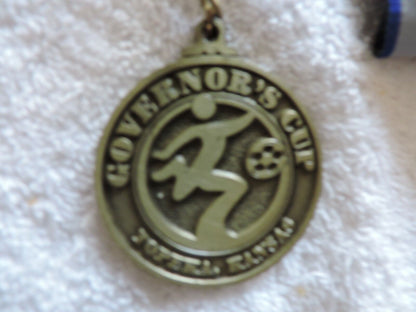 GOVERNOR'S CUP
TOPEKA, KANSAS